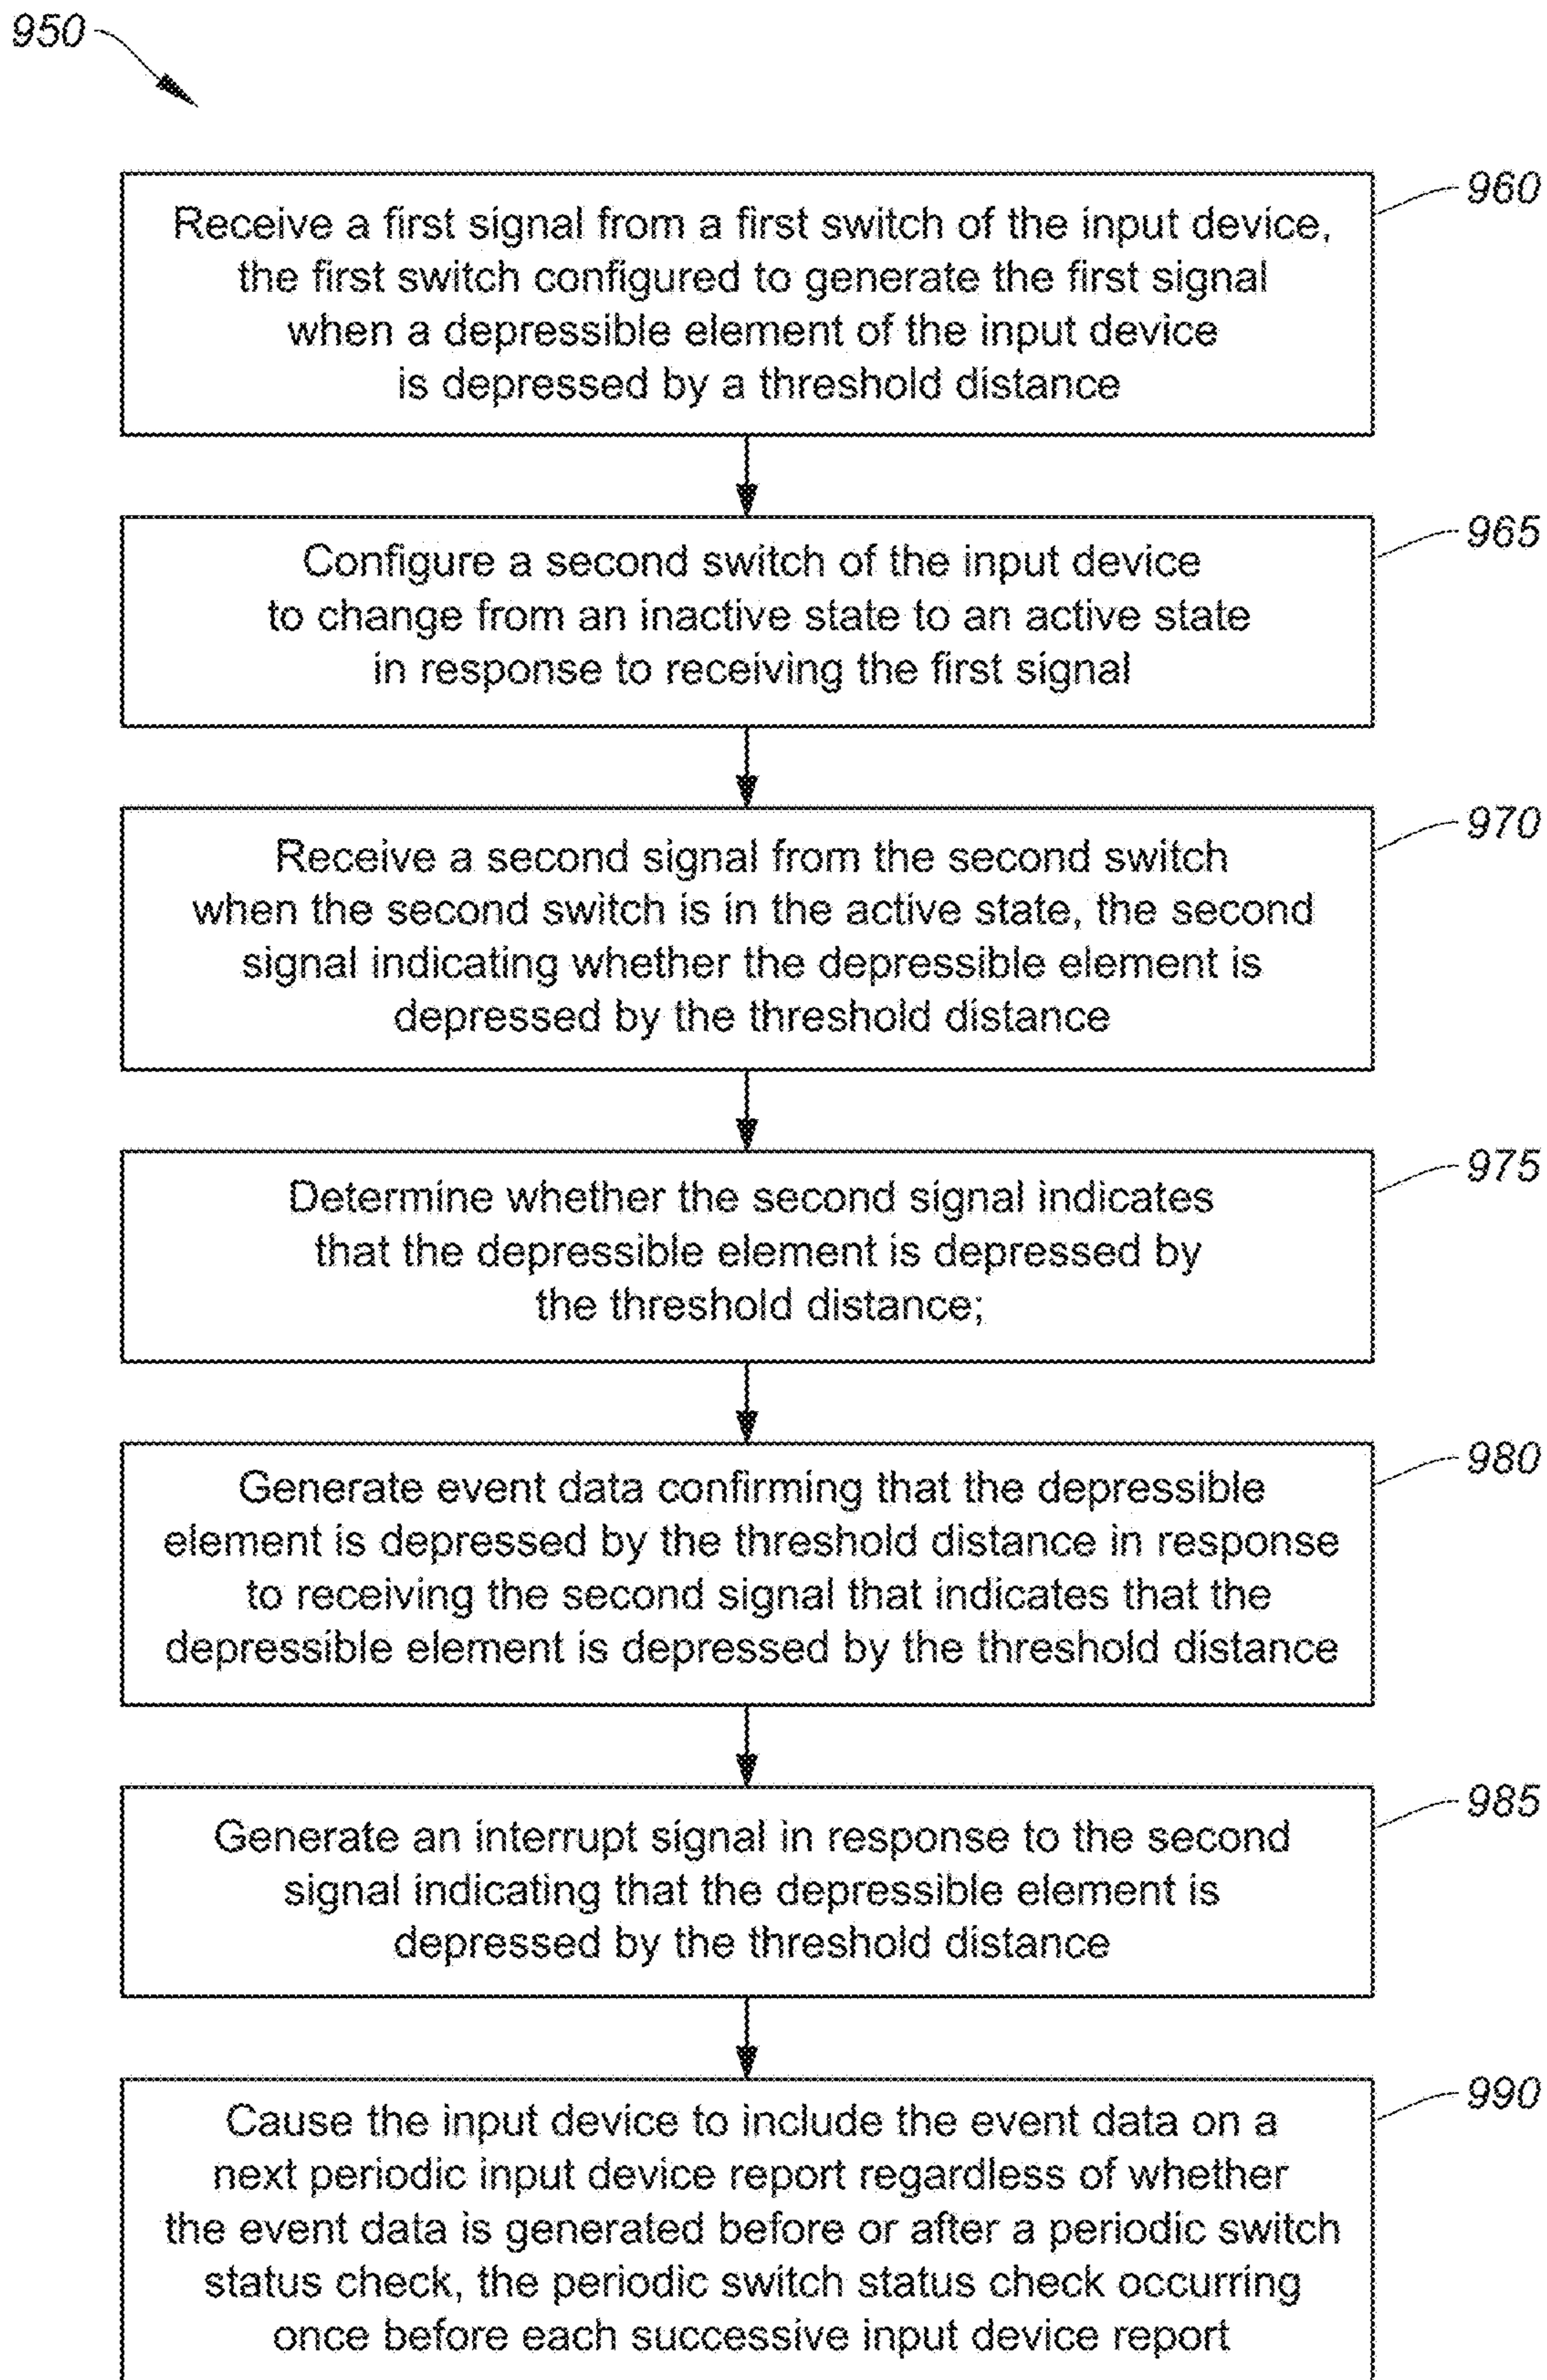 950
960
Receive a first signal from a first switch of the input device,
the first switch configured to generate the first signal
when a depressible element of the input device
is depressed by a threshold distance
965
Configure a second switch of the input device
to change from an inactive state to an active state
in response to receiving the first signal
970
Receive a second signal from the second switch
when the second switch is in the active state, the second
signal indicating whether the depressible element is
depressed by the threshold distance
975
Determine whether the second signal indicates
that the depressible element is depressed by
the threshold distance;
980
Generate event data confirming that the depressible
element is depressed by the threshold distance in response
to receiving the second signal that indicates that the
depressible element is depressed by the threshold distance
985
Generate an interrupt signal in response to the second
signal indicating that the depressible element is
depressed by the threshold distance
990
Cause the input device to include the event data on a
next periodic input device report regardless of whether
the event data is generated before or after a periodic switch
status check, the periodic switch status check occurring
once before each successive input device report